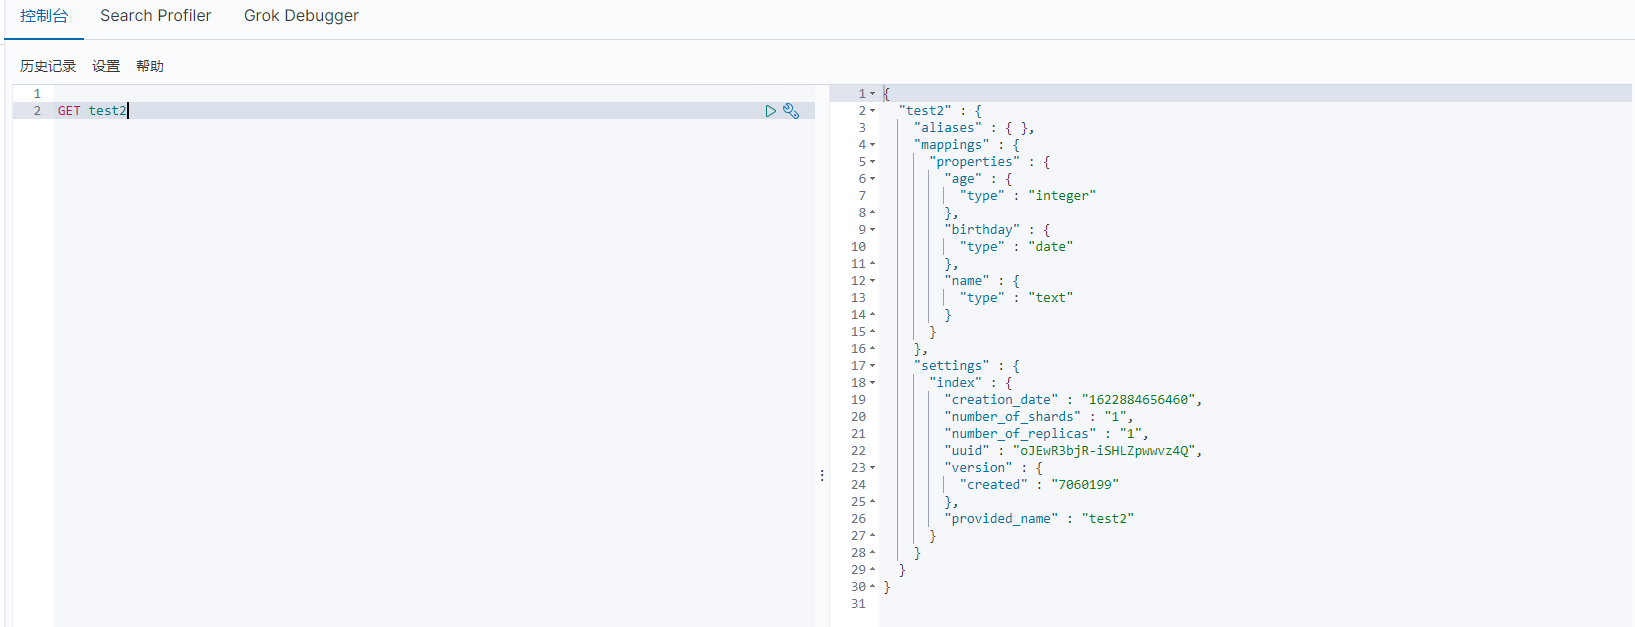 控制台 Search Profiler Grok Debugger
历史记录 设置 帮助
1
2 GET test2
1 {
2 "test2" : {
3 "aliases" : { },
4 "mappings" : {
5 "properties" : {
6 "age" : {
7 "type" : "integer"
8 },
9 "birthday" : {
10 "type" : "date"
11 },
12 "name" : {
13 "type" : "text"
14 }
15 }
16 },
17 "settings" : {
18 "index" : {
19 "creation_date" : "1622884656460",
20 "number_of_shards" : "1",
21 "number_of_replicas" : "1",
22 "uuid" : "oJEwR3bjR-iSHLZpwwvz4Q",
23 "version" : {
24 "created" : "7060199"
25 },
26 "provided_name" : "test2"
27 }
28 }
29 }
30 }
31